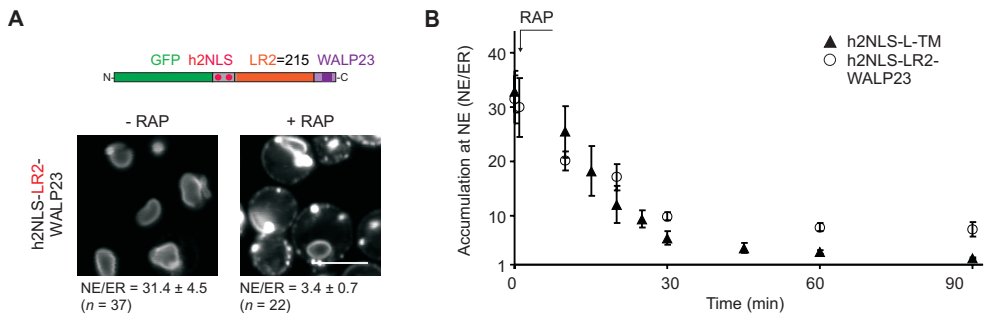 A
GFP h2NLS LR2=215 WALP23
N- -C
- RAP + RAP
h2NLS-LR2-
WALP23
NE/ER = 31.4 ± 4.5
(n = 37)
NE/ER = 3.4 ± 0.7
(n = 22)
B
RAP
h2NLS-L-TM
h2NLS-LR2-
WALP23
Accumulation at NE (NE/ER)
40
30
20
10
1
0 30 60 90
Time (min)